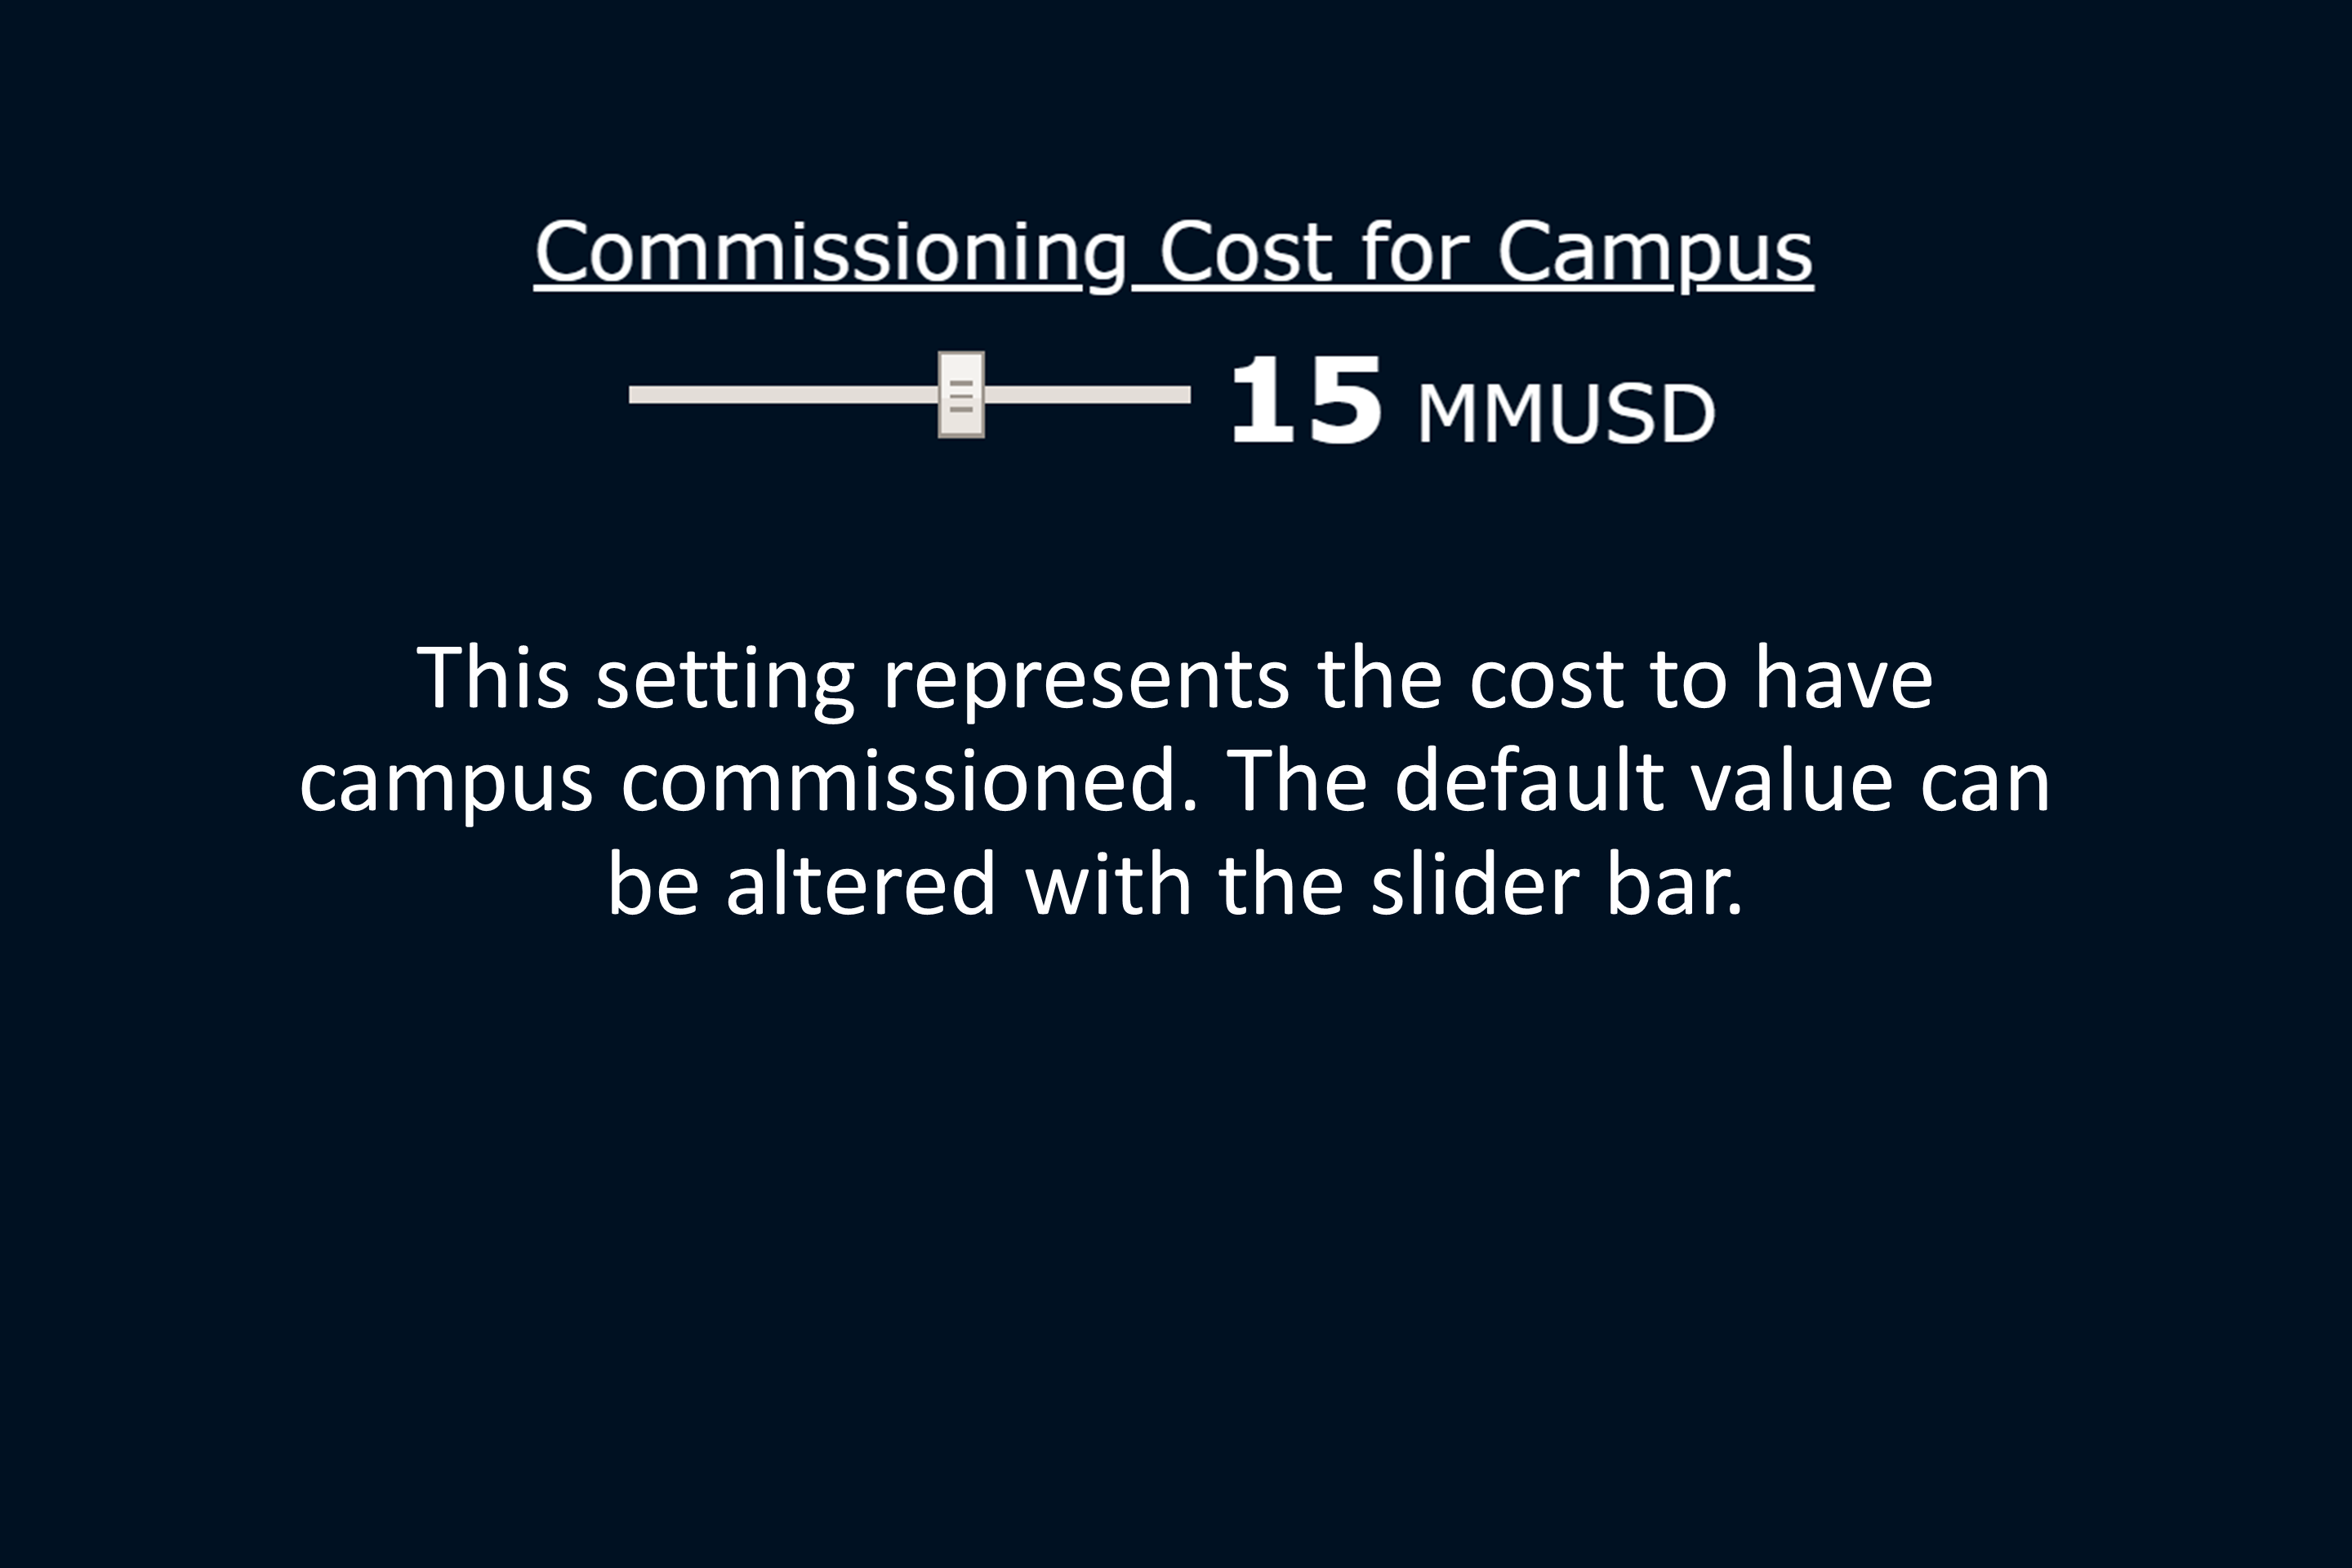 Commissioning Cost for Campus
15 MMUSD
This setting represents the cost to have
campus commissioned. The default value can
be altered with the slider bar.